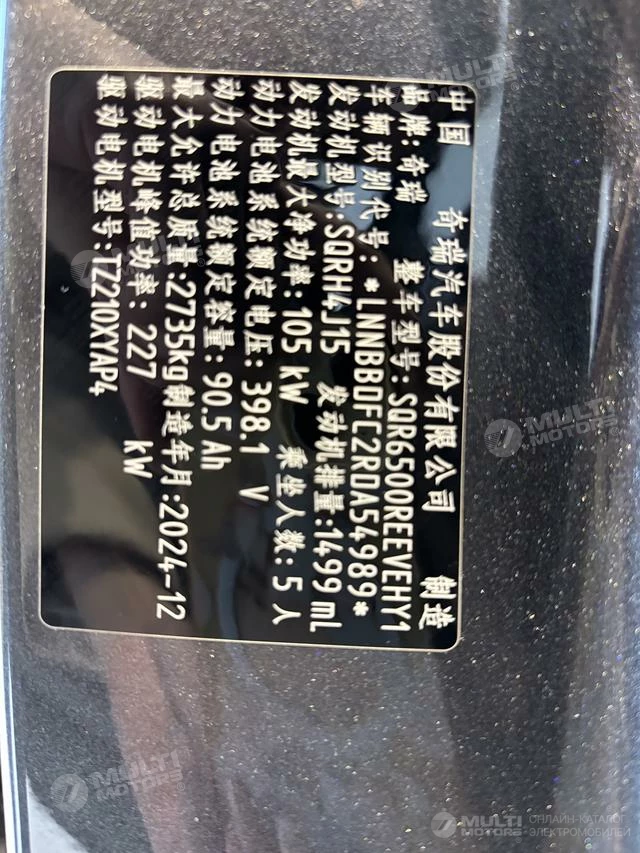 中国 奇瑞汽车股份有限公司 制造
品牌:奇瑞 整车型号:SQR6500REEVEHY1
车辆识别代号:*LNNBBDFC2RDA54989*
发动机型号:SQRH4J15 发动机排量:1499 mL
发动机最大净功率:105 kW 乘坐人数:5人
动力电池系统额定电压:398.1 V
动力电池系统额定容量:90.5 Ah
最大允许总质量:2735kg 制造年月:2024-12
驱动电机峰值功率: 227 kW
驱动电机型号:TZ210XYAP4
MULTI MOTORS
MULTI MOTORS
MULTI MOTORS
MULTI MOTORS
MULTI MOTORS ОНЛАЙН-КАТАЛОГ ЭЛЕКТРОМОБИЛЕЙ